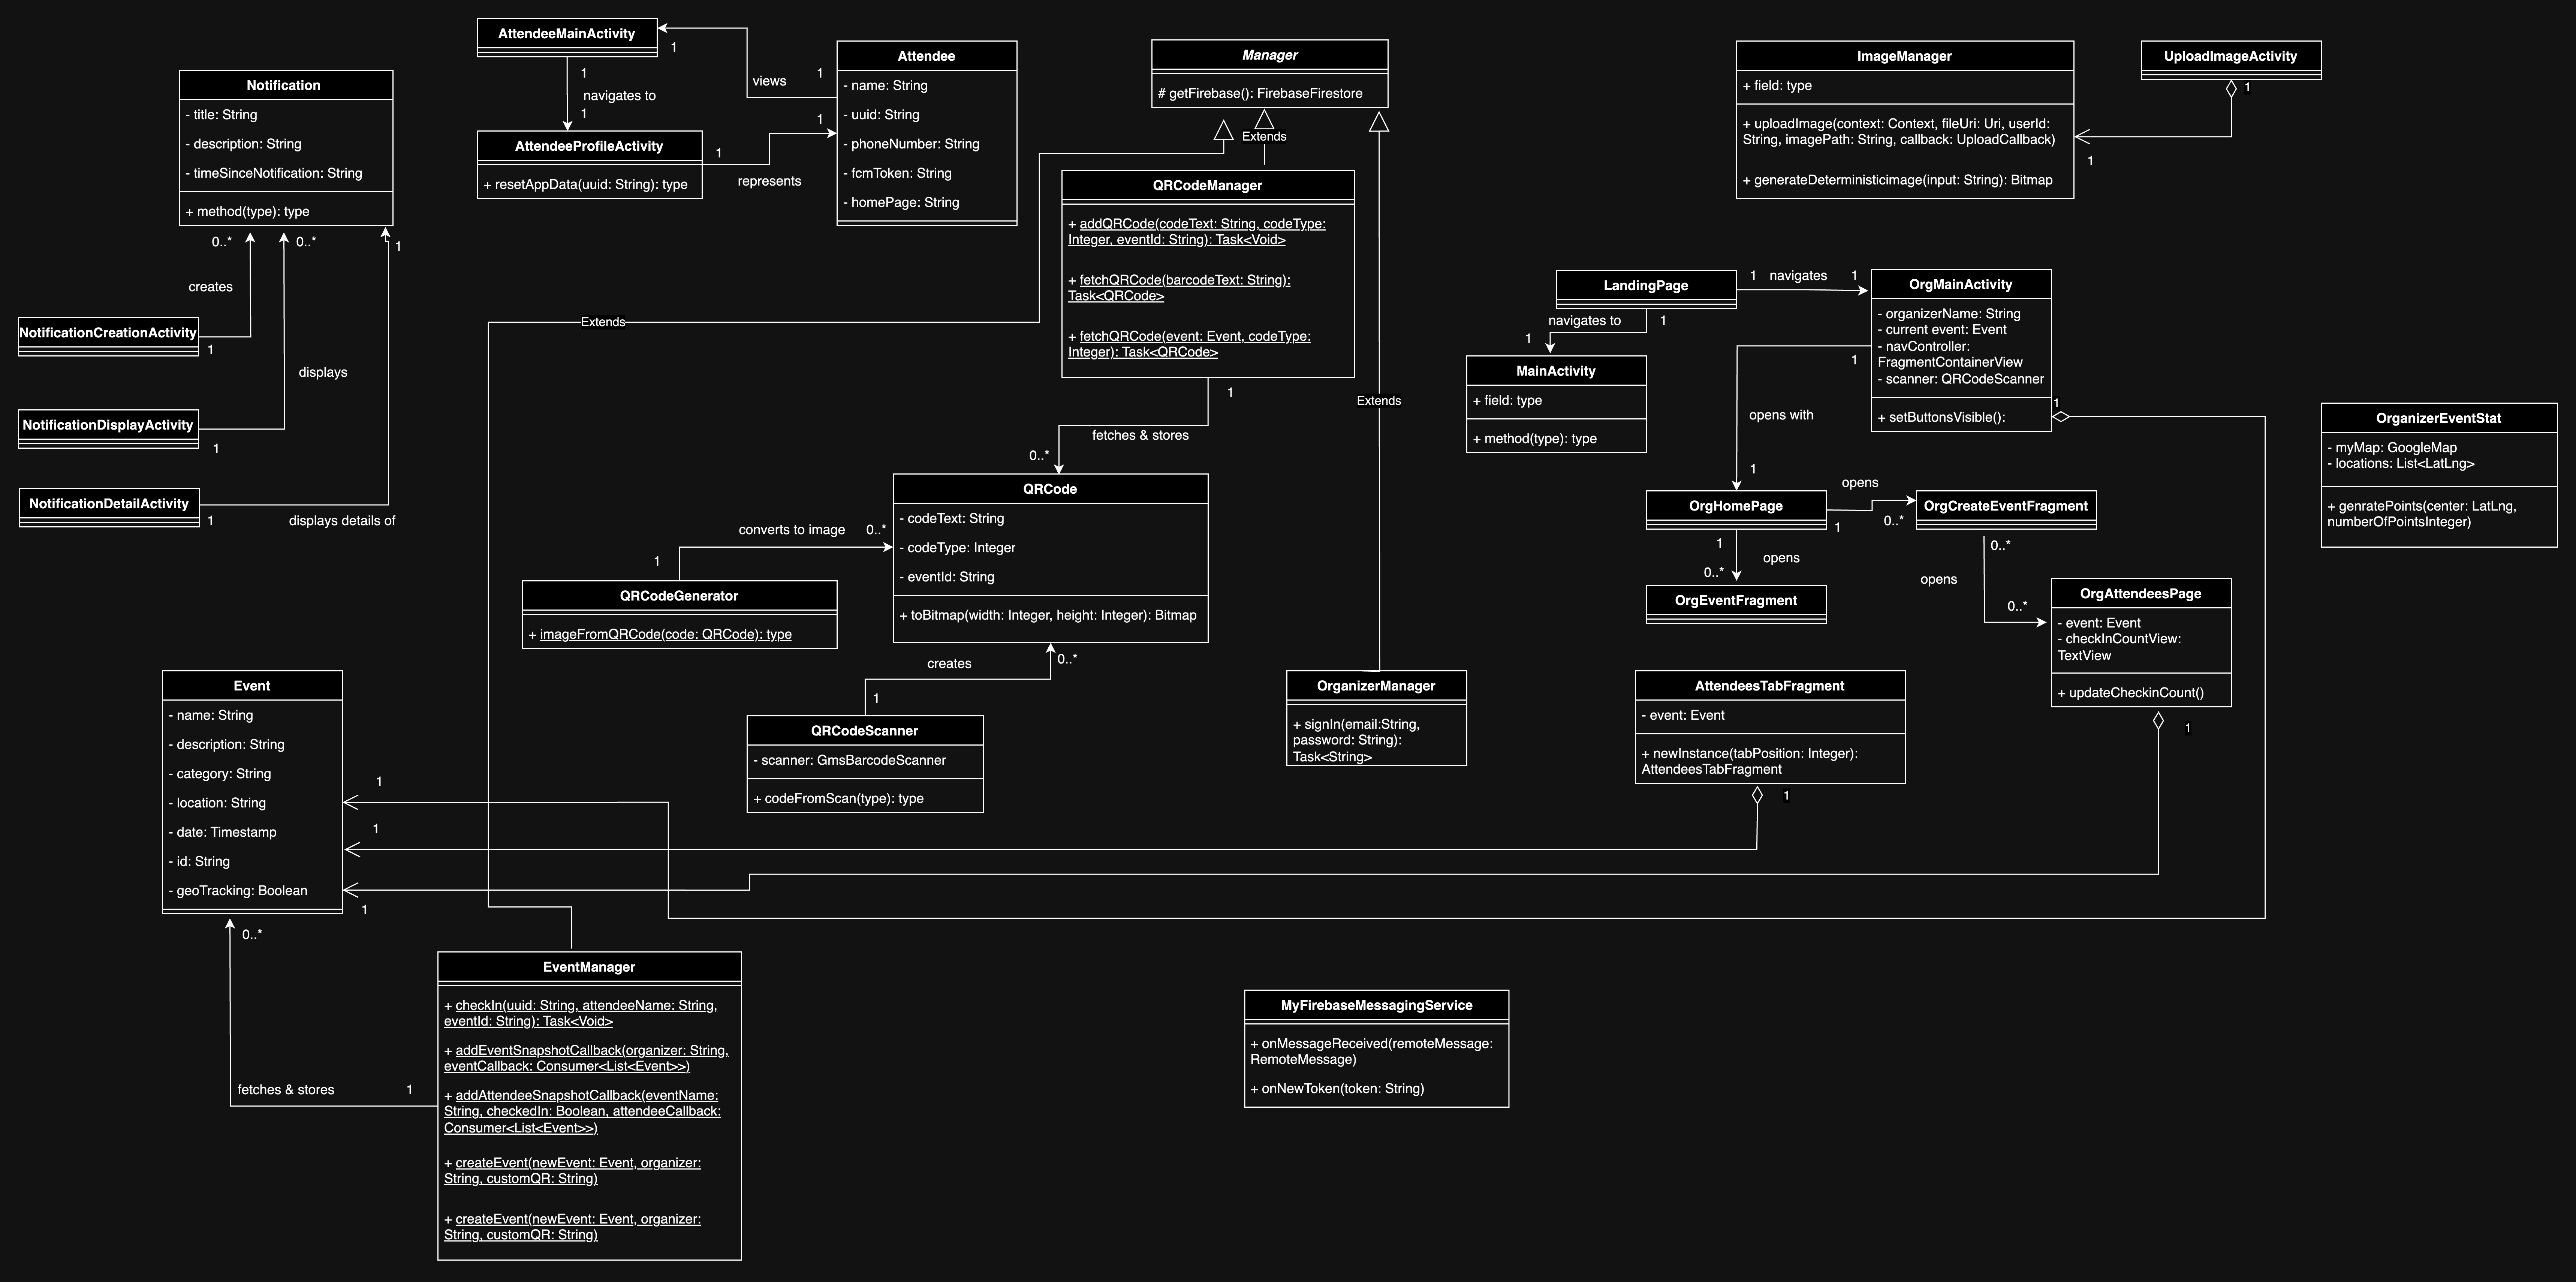 AttendeeMainActivity
1
1
navigates to
1
views
1
Attendee
- name: String
- uuid: String
- phoneNumber: String
- fcmToken: String
- homePage: String
AttendeeProfileActivity
+ resetAppData(uuid: String): type
1
represents
1
Notification
- title: String
- description: String
- timeSinceNotification: String
+ method(type): type
0..*
0..*
1
creates
NotificationCreationActivity
1
displays
NotificationDisplayActivity
1
NotificationDetailActivity
1
displays details of
Manager
# getFirebase(): FirebaseFirestore
Extends
Extends
Extends
QRCodeManager
+ addQRCode(codeText: String, codeType:
Integer, eventId: String): Task<Void>
+ fetchQRCode(barcodeText: String):
Task<QRCode>
+ fetchQRCode(event: Event, codeType:
Integer): Task<QRCode>
1
fetches & stores
0..*
QRCode
- codeText: String
- codeType: Integer
- eventId: String
+ toBitmap(width: Integer, height: Integer): Bitmap
converts to image
0..*
1
QRCodeGenerator
+ imageFromQRCode(code: QRCode): type
creates
0..*
1
QRCodeScanner
- scanner: GmsBarcodeScanner
+ codeFromScan(type): type
OrganizerManager
+ signIn(email:String,
password: String):
Task<String>
ImageManager
+ field: type
+ uploadImage(context: Context, fileUri: Uri, userId:
String, imagePath: String, callback: UploadCallback)
+ generateDeterministicimage(input: String): Bitmap
UploadImageActivity
1
1
LandingPage
1
navigates
1
navigates to
1
1
MainActivity
+ field: type
+ method(type): type
OrgMainActivity
- organizerName: String
- current event: Event
- navController:
FragmentContainerView
- scanner: QRCodeScanner
+ setButtonsVisible():
1
1
opens with
1
OrgHomePage
1
opens
0..*
OrgCreateEventFragment
1
opens
0..*
OrgEventFragment
0..*
opens
0..*
OrgAttendeesPage
- event: Event
- checkInCountView:
TextView
+ updateCheckinCount()
1
OrganizerEventStat
- myMap: GoogleMap
- locations: List<LatLng>
+ genratePoints(center: LatLng,
numberOfPointsInteger)
AttendeesTabFragment
- event: Event
+ newInstance(tabPosition: Integer):
AttendeesTabFragment
1
Event
- name: String
- description: String
- category: String
- location: String
- date: Timestamp
- id: String
- geoTracking: Boolean
1
1
1
0..*
fetches & stores
1
EventManager
+ checkIn(uuid: String, attendeeName: String,
eventId: String): Task<Void>
+ addEventSnapshotCallback(organizer: String,
eventCallback: Consumer<List<Event>>)
+ addAttendeeSnapshotCallback(eventName:
String, checkedIn: Boolean, attendeeCallback:
Consumer<List<Event>>)
+ createEvent(newEvent: Event, organizer:
String, customQR: String)
+ createEvent(newEvent: Event, organizer:
String, customQR: String)
MyFirebaseMessagingService
+ onMessageReceived(remoteMessage:
RemoteMessage)
+ onNewToken(token: String)